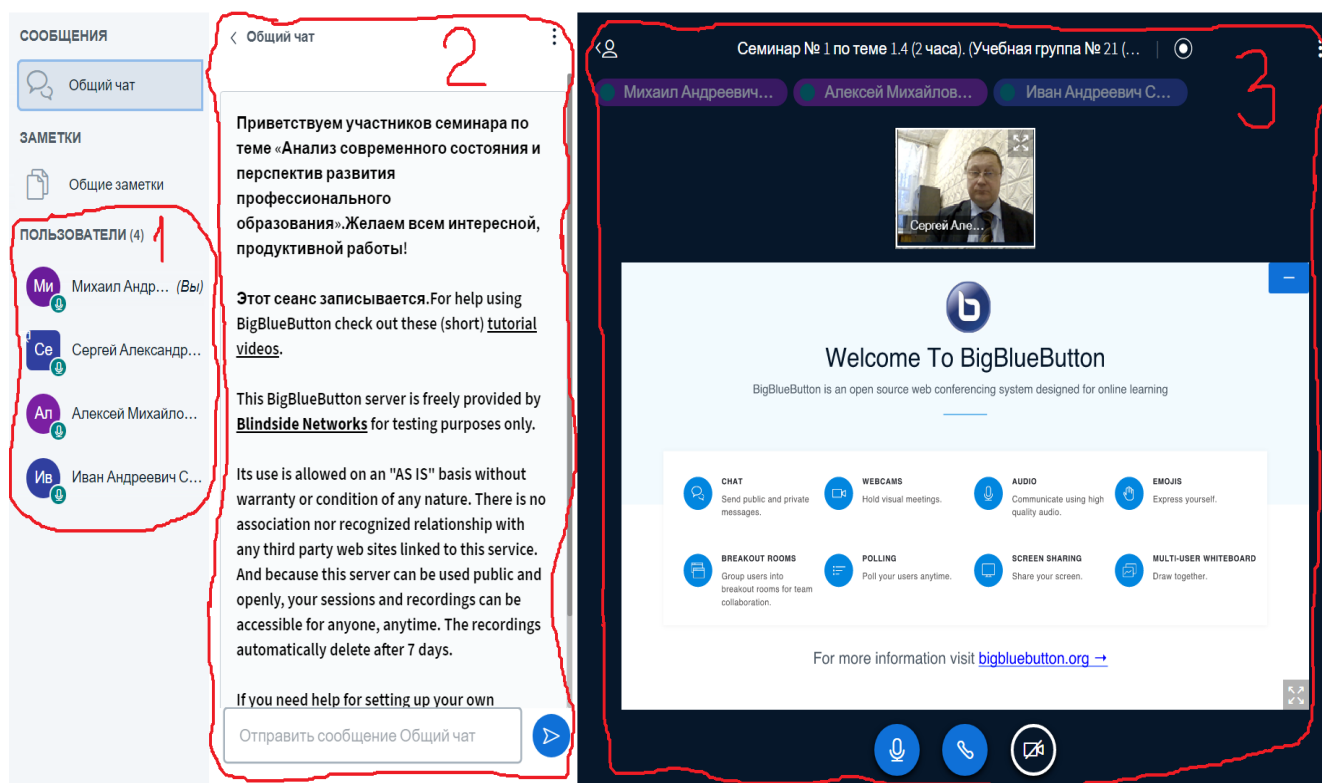 СООБЩЕНИЯ
Общий чат
ЗАМЕТКИ
Общие заметки
ПОЛЬЗОВАТЕЛИ (4)
1
Ми
Михаил Андр... (Вы)
Се
Сергей Александр...
Ал
Алексей Михайло...
Ив
Иван Андреевич С...
Общий чат
2
Приветствуем участников семинара по
теме «Анализ современного состояния и
перспектив развития
профессионального
образования».Желаем всем интересной,
продуктивной работы!
Этот сеанс записывается.For help using
BigBlueButton check out these (short) tutorial
videos.
This BigBlueButton server is freely provided by
Blindside Networks for testing purposes only.
Its use is allowed on an "AS IS" basis without
warranty or condition of any nature. There is no
association nor recognized relationship with
any third party web sites linked to this service.
And because this server can be used public and
openly, your sessions and recordings can be
accessible for anyone, anytime. The recordings
automatically delete after 7 days.
If you need help for setting up your own
Отправить сообщение Общий чат
Семинар № 1 по теме 1.4 (2 часа). (Учебная группа № 21 (...
3
Михаил Андреевич...
Алексей Михайлов...
Иван Андреевич С...
Сергей Але...
b
Welcome To BigBlueButton
BigBlueButton is an open source web conferencing system designed for online learning
CHAT
Send public and private
messages.
WEBCAMS
Hold visual meetings.
AUDIO
Communicate using high
quality audio.
EMOJIS
Express yourself.
BREAKOUT ROOMS
Group users into
breakout rooms for team
collaboration.
POLLING
Poll your users anytime.
SCREEN SHARING
Share your screen.
MULTI-USER WHITEBOARD
Draw together.
For more information visit bigbluebutton.org →